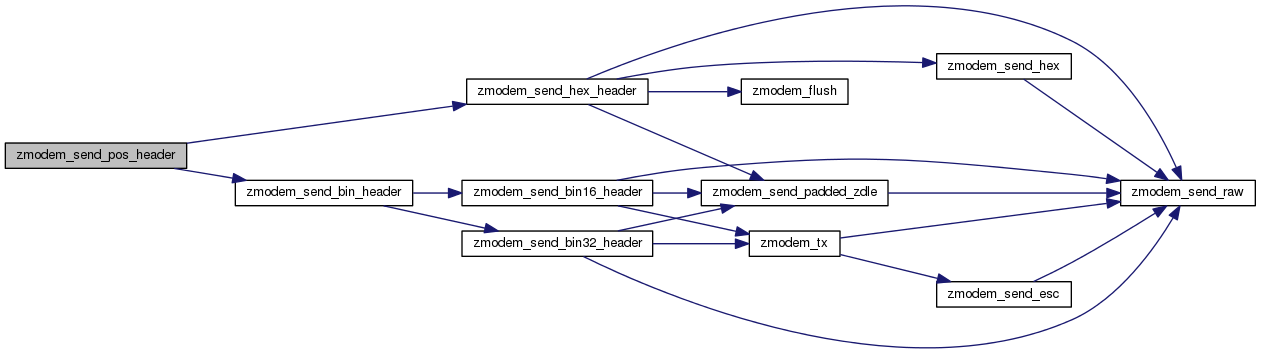 zmodem_send_pos_header
zmodem_send_hex_header
zmodem_send_bin_header
zmodem_send_bin16_header
zmodem_send_bin32_header
zmodem_flush
zmodem_send_padded_zdle
zmodem_tx
zmodem_send_hex
zmodem_send_esc
zmodem_send_raw